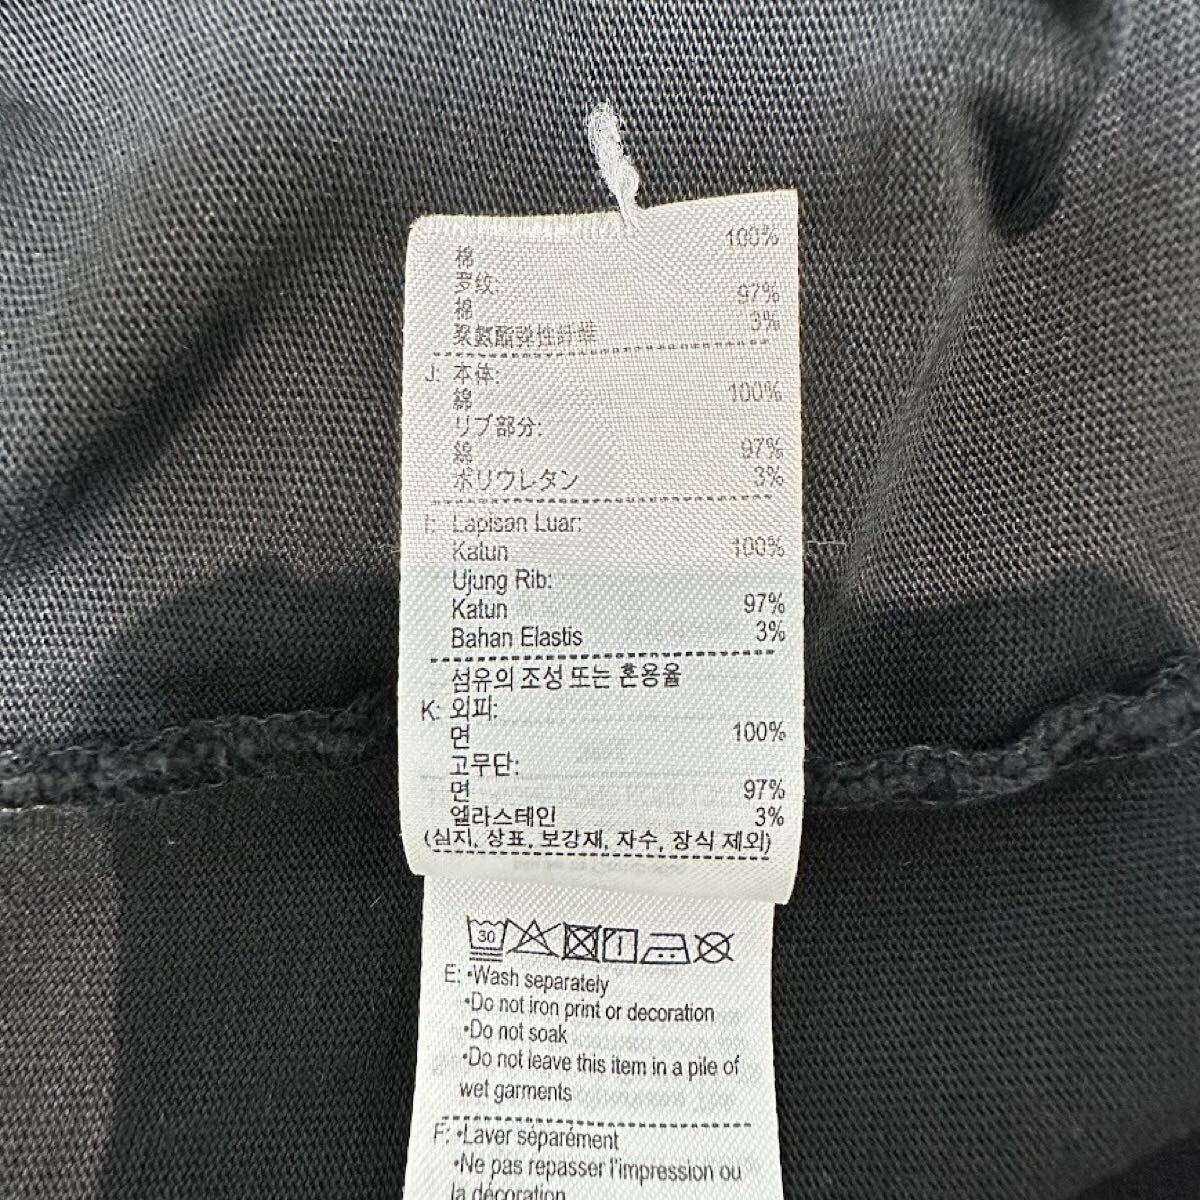 棉 100%
罗纹:
棉 97%
聚氨酯弹性纤维 3%
J: 本体:
綿 100%
リブ部分:
綿 97%
ポリウレタン 3%
I: Lapisan Luar:
Katun 100%
Ujung Rib:
Katun 97%
Bahan Elastis 3%
섬유의 조성 또는 혼용율
K: 외피:
면 100%
고무단:
면 97%
엘라스테인 3%
(심지, 상표, 보강재, 자수, 장식 제외)
30
E: •Wash separately
•Do not iron print or decoration
•Do not soak
•Do not leave this item in a pile of
wet garments
F: •Laver séparément
•Ne pas repasser l'impression ou
la décoration